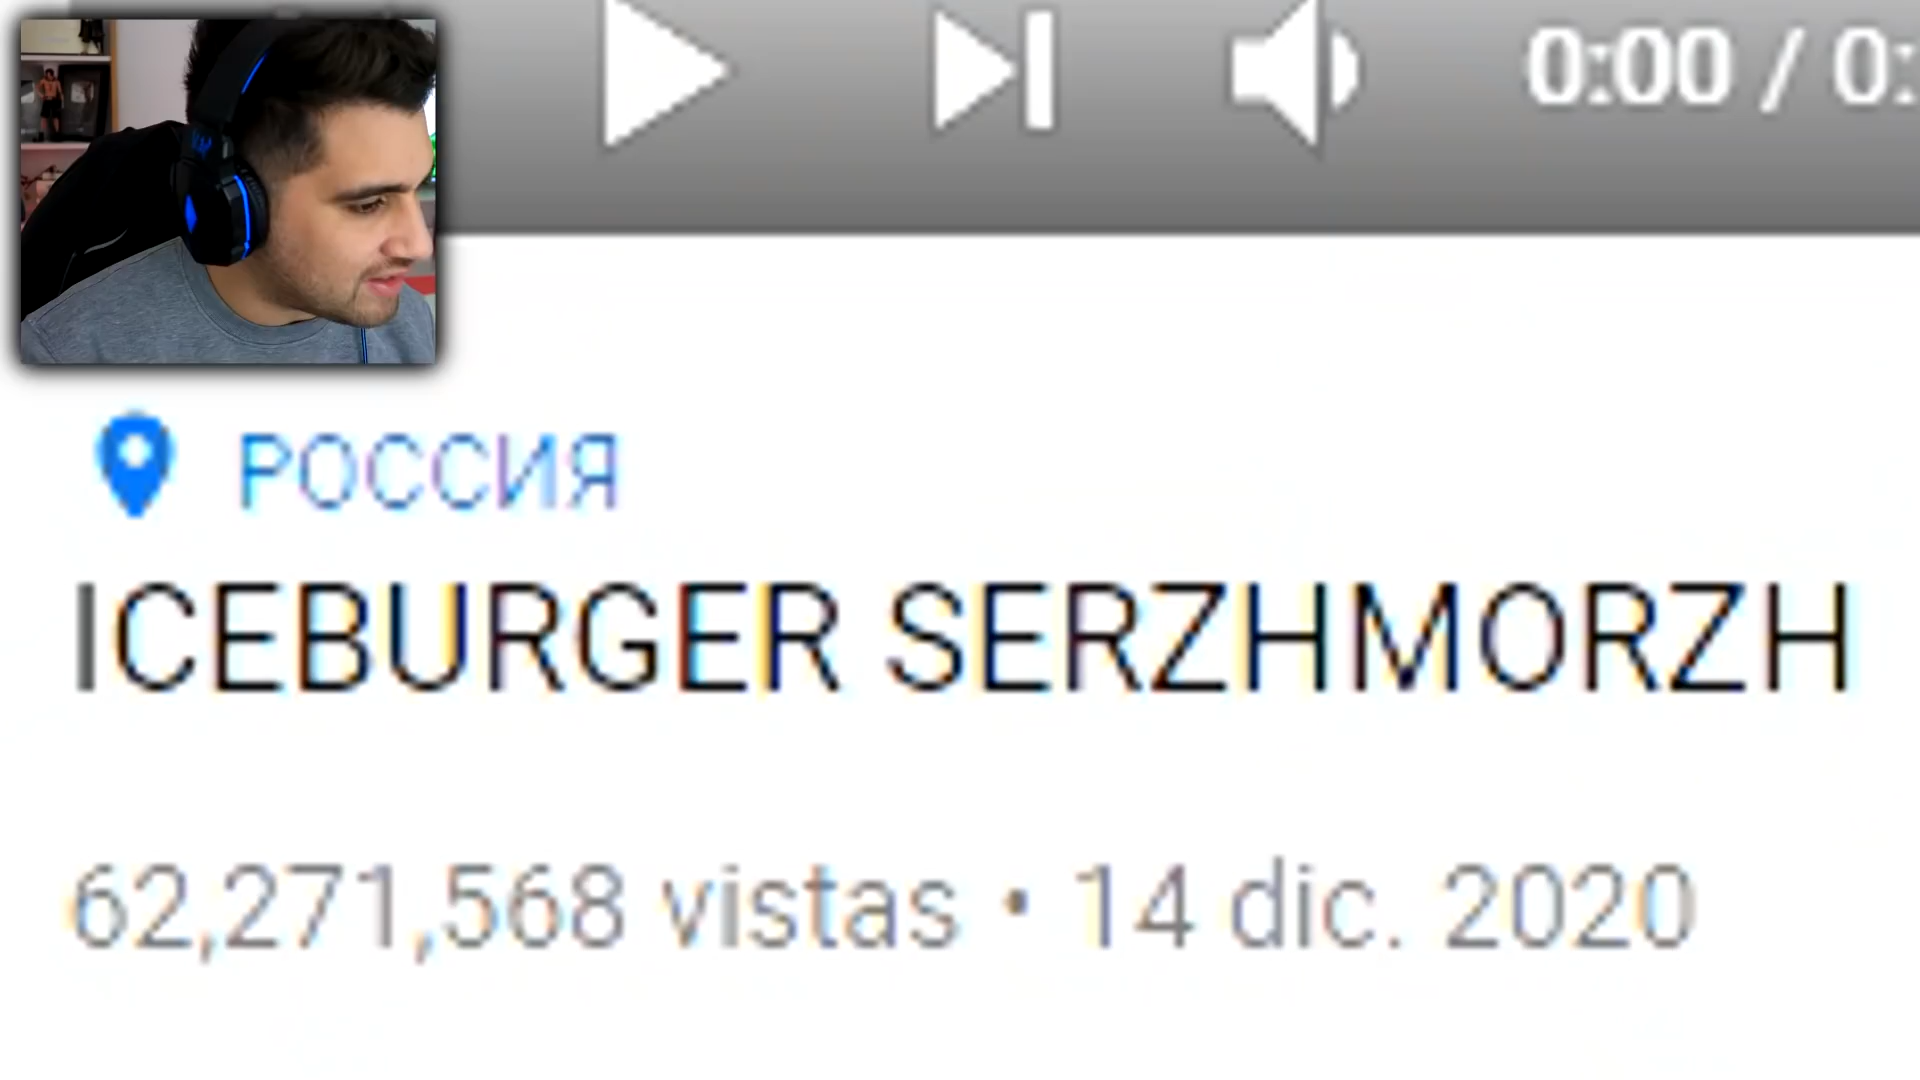 0:00 / 0:
РОССИЯ
ICEBURGER SERZHMORZH
62,271,568 vistas • 14 dic. 2020